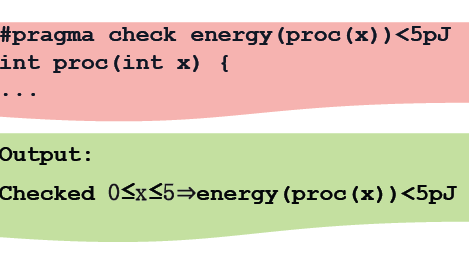 #pragma check energy(proc(x))<5pJ
int proc(int x) {
...
Output:
Checked 0≤x≤5⇒energy(proc(x))<5pJ